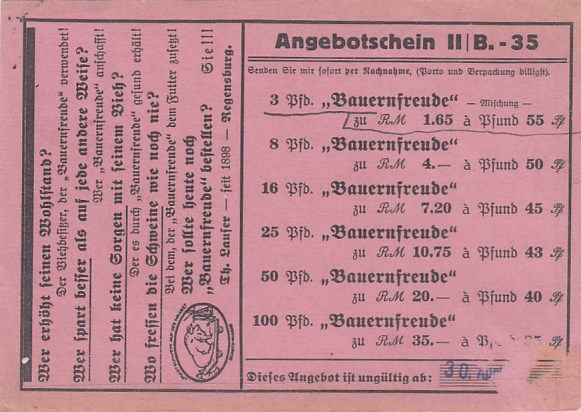 Wer erhöht seinen Wohlstand?
Der Viehbesitzer, der „Bauernfreude“ verwendet!
Wer spart besser als auf jede andere Weise?
Wer „Bauernfreude“ anschafft!
Wer hat keine Sorgen mit seinem Vieh?
Der es durch „Bauernfreude“ gesund erhält!
Wo fressen die Schweine wie noch nie?
Bei dem, der „Bauernfreude“ dem Futter zusetzt!
Wer sollte heute noch
„Bauernfreude“ bestellen? Sie!!!
Th. Lauser — seit 1898 — Regensburg.
Angebotschein II/B. - 35
Senden Sie mir sofort per Nachnahme, (Porto und Verpackung billigst).
3 Pfd. „Bauernfreude“ — Mischung —
zu RM 1.65 à Pfund 55 Pf
8 Pfd. „Bauernfreude“
zu RM 4.— à Pfund 50 Pf
16 Pfd. „Bauernfreude“
zu RM 7.20 à Pfund 45 Pf
25 Pfd. „Bauernfreude“
zu RM 10.75 à Pfund 43 Pf
50 Pfd. „Bauernfreude“
zu RM 20.— à Pfund 40 Pf
100 Pfd. „Bauernfreude“
zu RM 35.— à Pf
Dieses Angebot ist ungültig ab: 30.